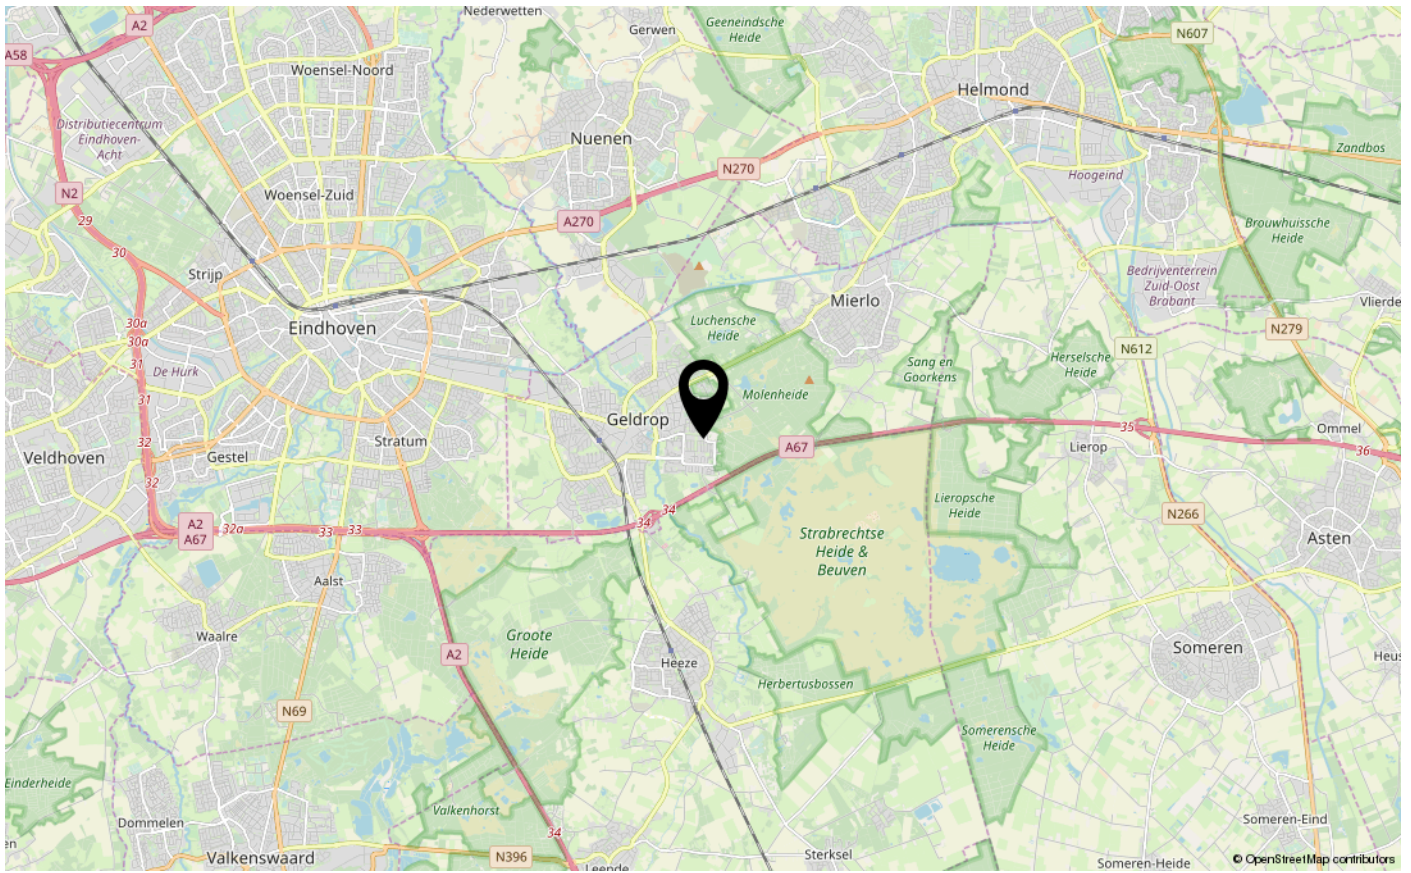 Nederwetten
A2
Geeneindsche
Heide
Gerwen
N607
A58
Woensel-Noord
Helmond
Distributiecentrum
Eindhoven-
Acht
Nuenen
Zandbos
N270
Hoogeind
N2
Woensel-Zuid
29
A270
Brouwhuissche
Heide
30
Strijp
Bedrijventerrein
Zuid-Oost
Brabant
Mierlo
Vlierde
30a
Eindhoven
Luchensche
Heide
N279
30a
N612
31
De Hurk
Sang en
Goorkens
Herselsche
Heide
31
Molenheide
Geldrop
35
Ommel
32
Stratum
A67
Lierop
36
Veldhoven
Gestel
32
Lieropsche
Heide
34
N266
A2
A67
32a
33
33
34
Strabrechtse
Heide &
Beuven
Asten
Aalst
Waalre
Groote
Heide
Someren
A2
Heeze
Heus
Herbertusbossen
N69
Somerensche
Heide
Einderheide
Valkenhorst
Dommelen
34
Someren-Eind
en
Valkenswaard
N396
Sterksel
Leende
Someren-Heide
© OpenStreetMap contributors